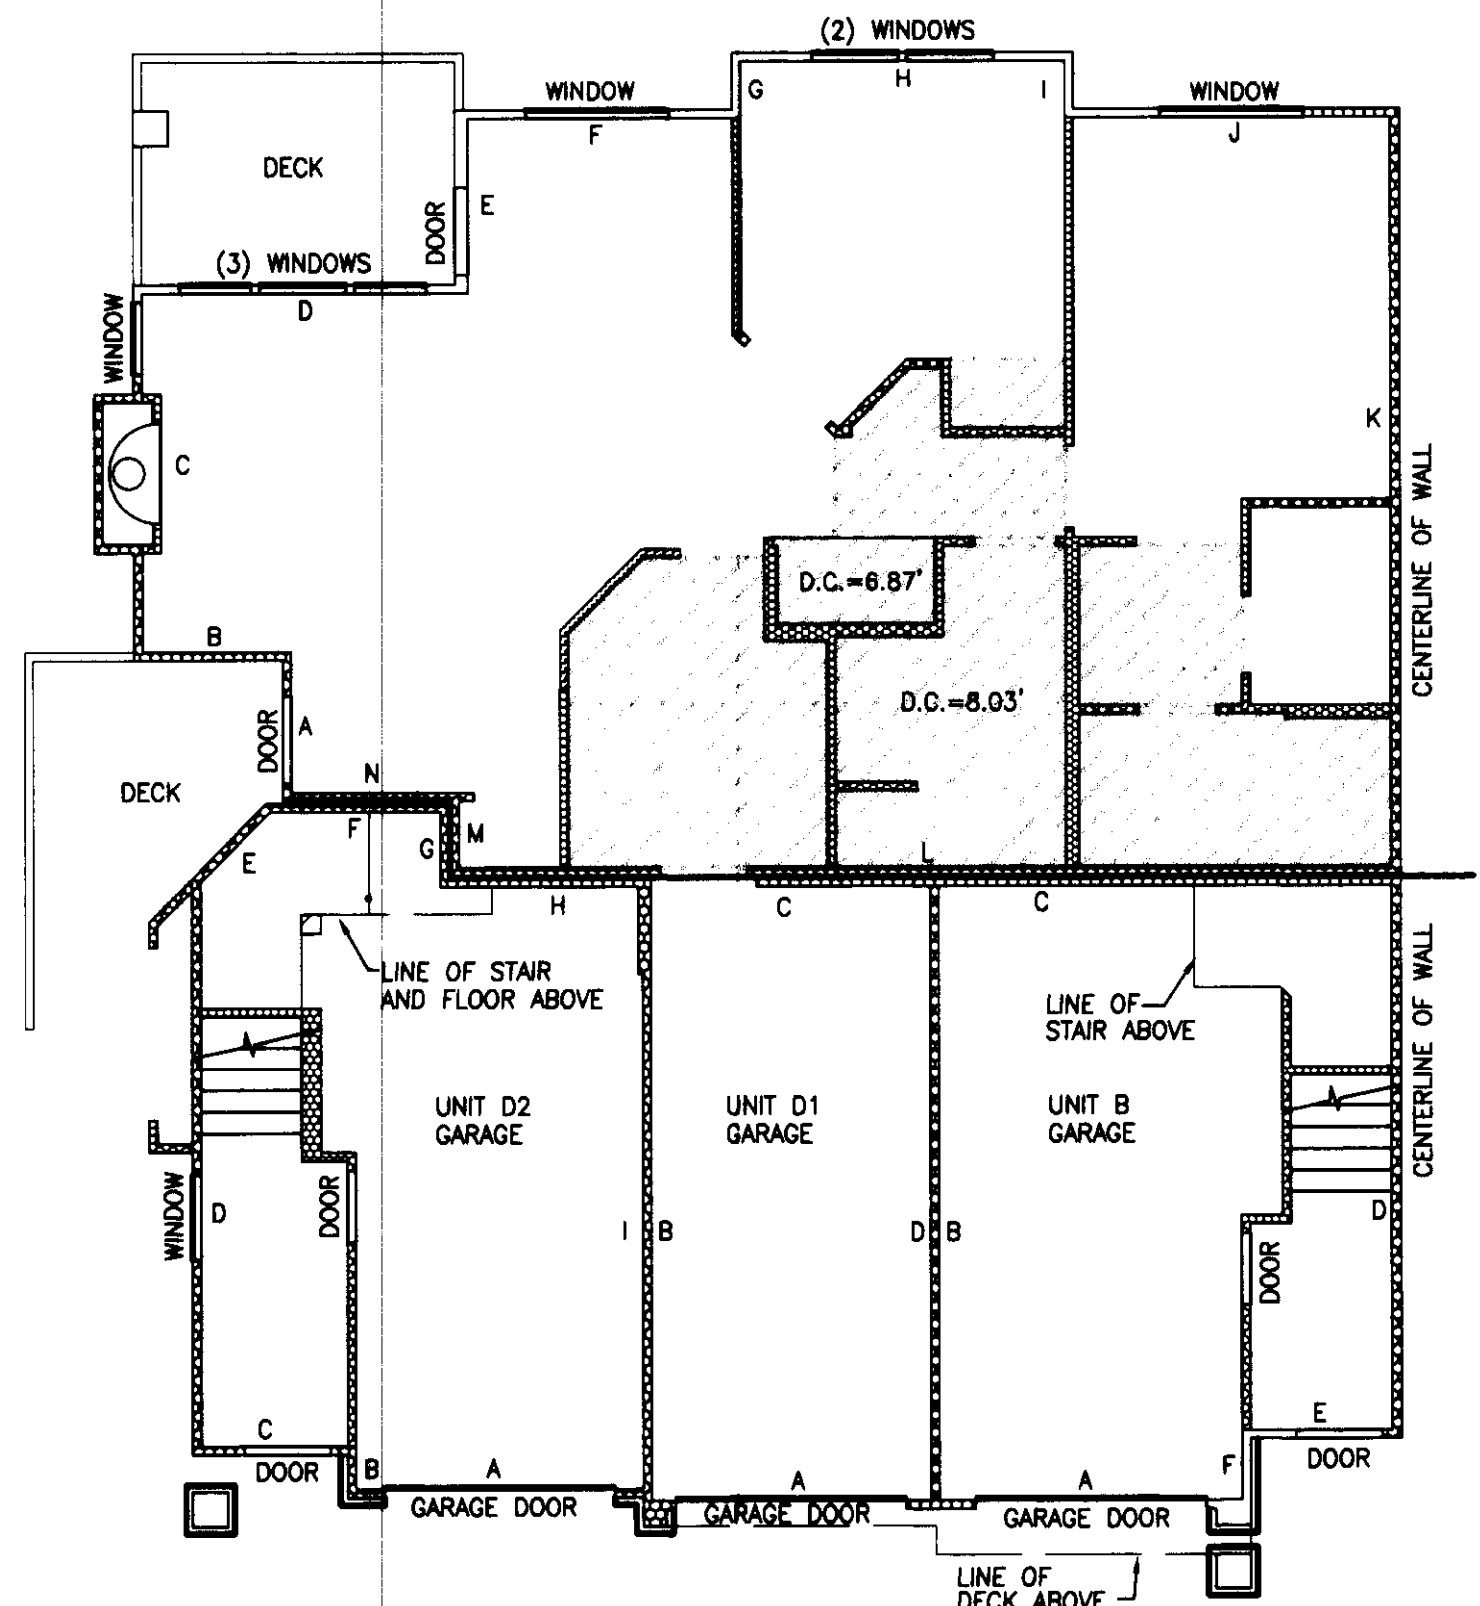 (2) WINDOWS
WINDOW
G
H
I
WINDOW
F
J
DECK
DOOR
E
(3) WINDOWS
D
WINDOW
C
K
CENTERLINE OF WALL
D.C.=6.87'
B
D.C.=8.03'
DOOR
A
DECK
N
F
M
G
E
L
H
C
C
LINE OF STAIR
AND FLOOR ABOVE
LINE OF
STAIR ABOVE
CENTERLINE OF WALL
UNIT D2
GARAGE
UNIT D1
GARAGE
UNIT B
GARAGE
WINDOW
D
DOOR
I
B
D
B
D
DOOR
C
DOOR
B
A
GARAGE DOOR
A
GARAGE DOOR
A
GARAGE DOOR
F
E
DOOR
LINE OF
DECK ABOVE